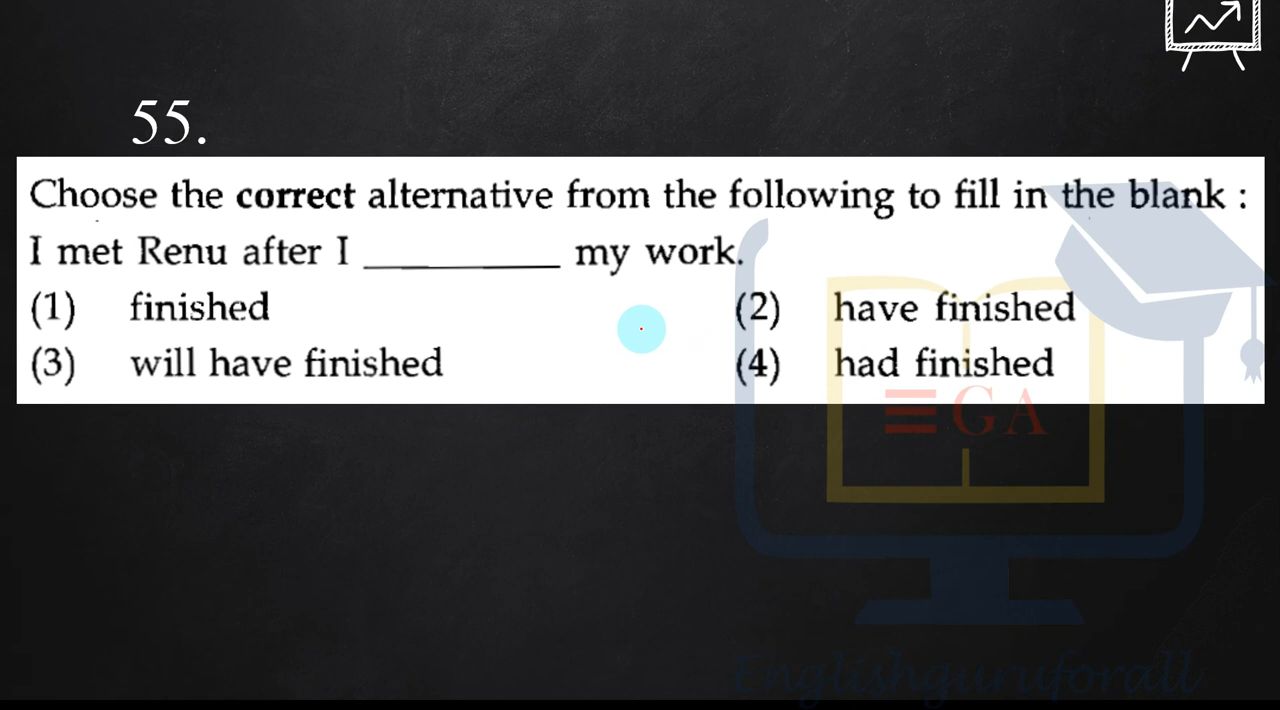 55.
Choose the correct alternative from the following to fill in the blank :
I met Renu after I __________ my work.
(1) finished (2) have finished
(3) will have finished (4) had finished
GA
Englishguruforall